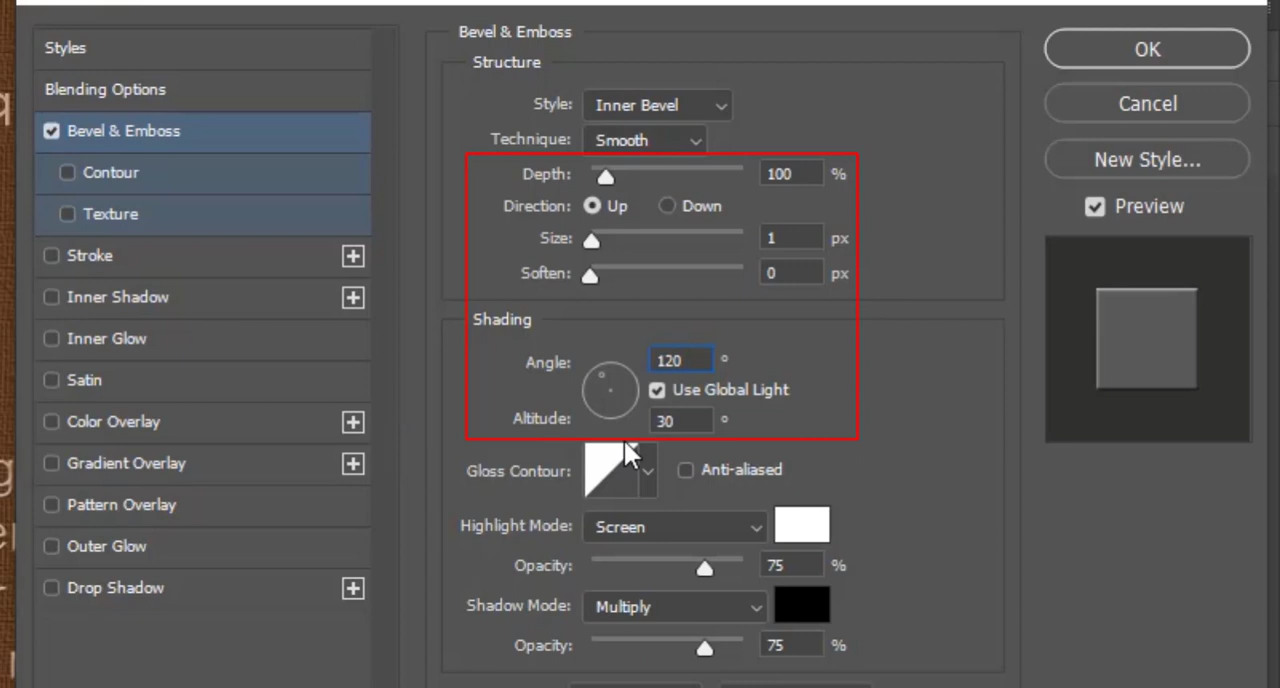 Styles
Blending Options
Bevel & Emboss
Contour
Texture
Stroke
Inner Shadow
Inner Glow
Satin
Color Overlay
Gradient Overlay
Pattern Overlay
Outer Glow
Drop Shadow
Bevel & Emboss
Structure
Style: Inner Bevel
Technique: Smooth
Depth: 100 %
Direction: Up Down
Size: 1 px
Soften: 0 px
Shading
Angle: 120 °
Use Global Light
Altitude: 30 °
Gloss Contour: Anti-aliased
Highlight Mode: Screen
Opacity: 75 %
Shadow Mode: Multiply
Opacity: 75 %
OK
Cancel
New Style...
Preview